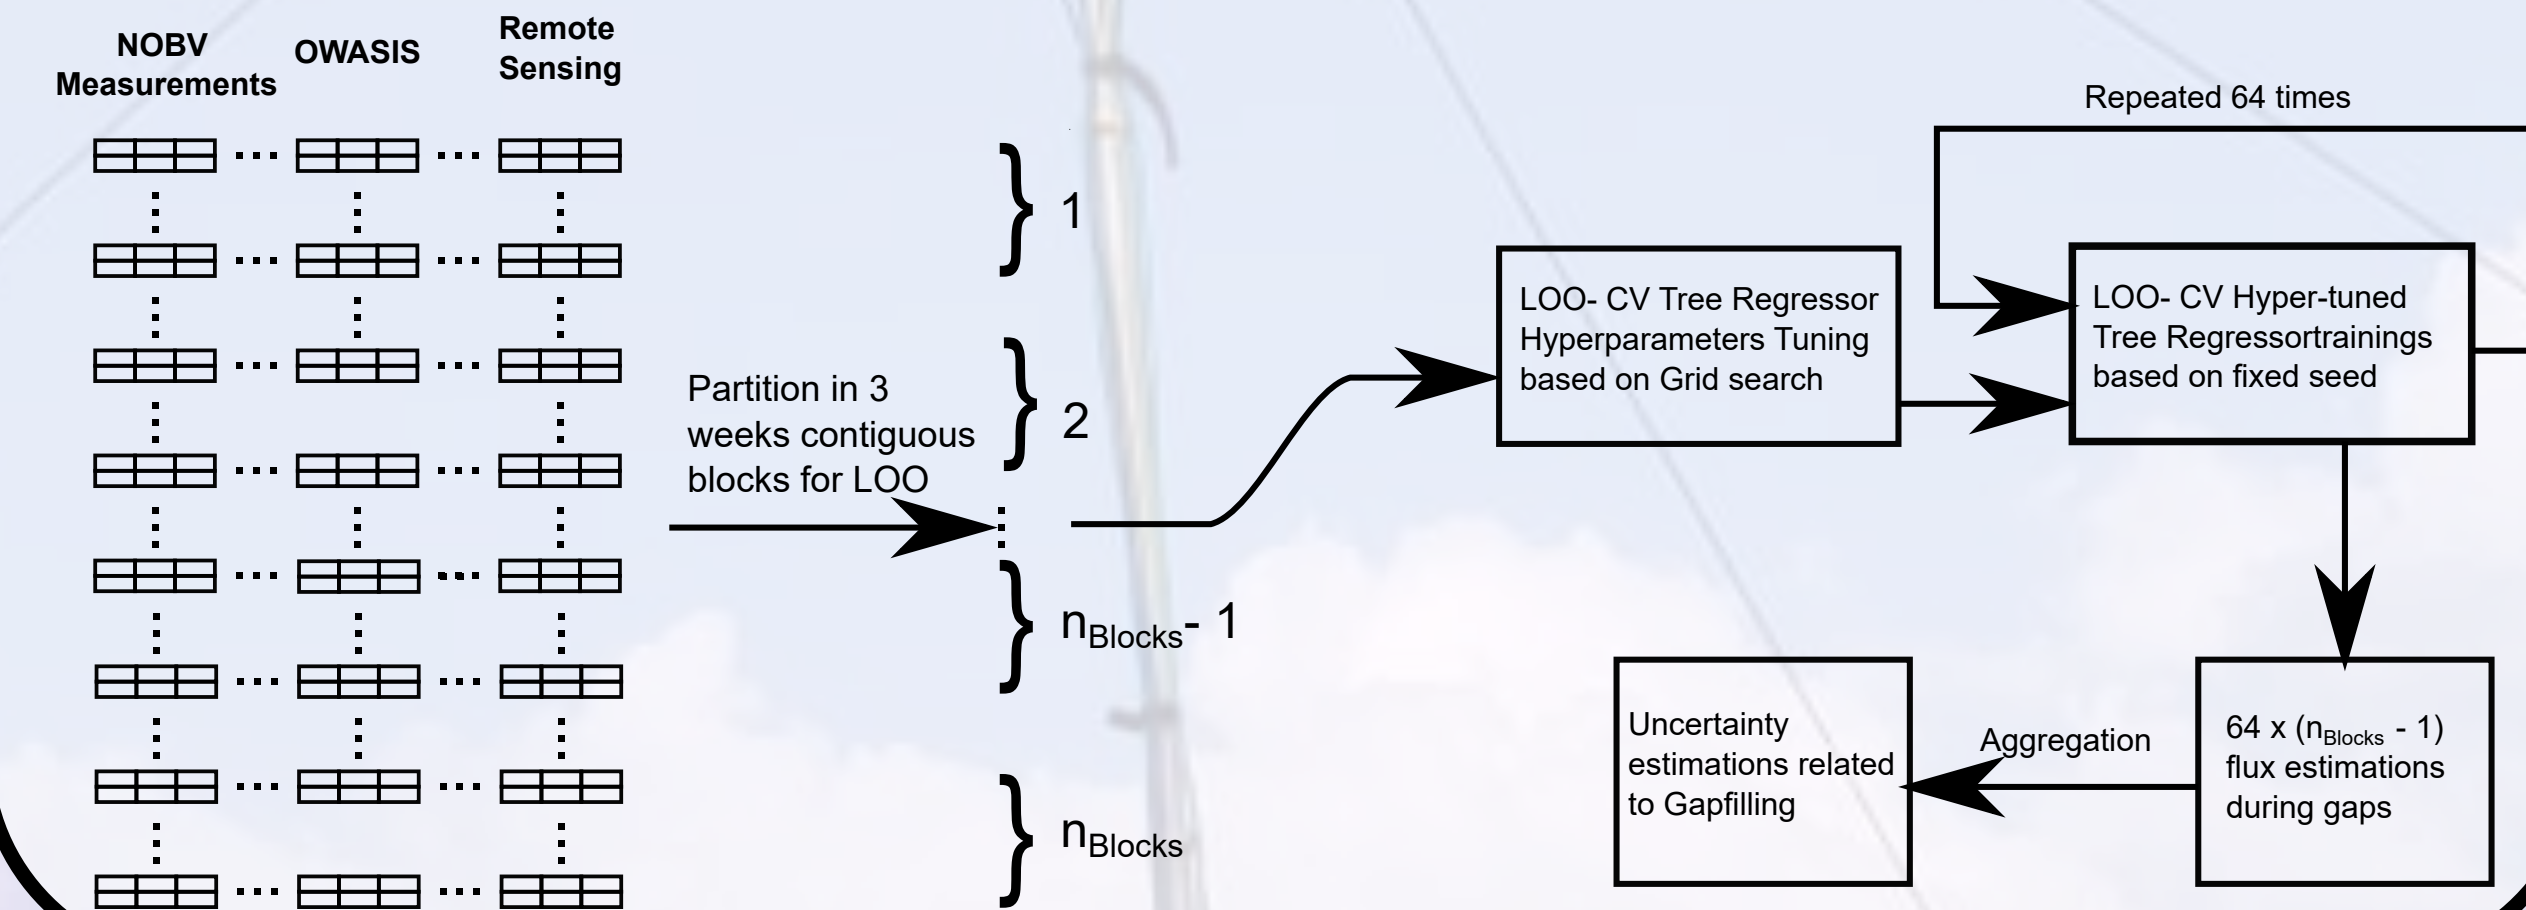 NOBV
Measurements
OWASIS
Remote
Sensing
Partition in 3
weeks contiguous
blocks for LOO
1
2
nBlocks- 1
nBlocks
LOO- CV Tree Regressor
Hyperparameters Tuning
based on Grid search
Repeated 64 times
LOO- CV Hyper-tuned
Tree Regressortrainings
based on fixed seed
64 x (nBlocks - 1)
flux estimations
during gaps
Aggregation
Uncertainty
estimations related
to Gapfilling